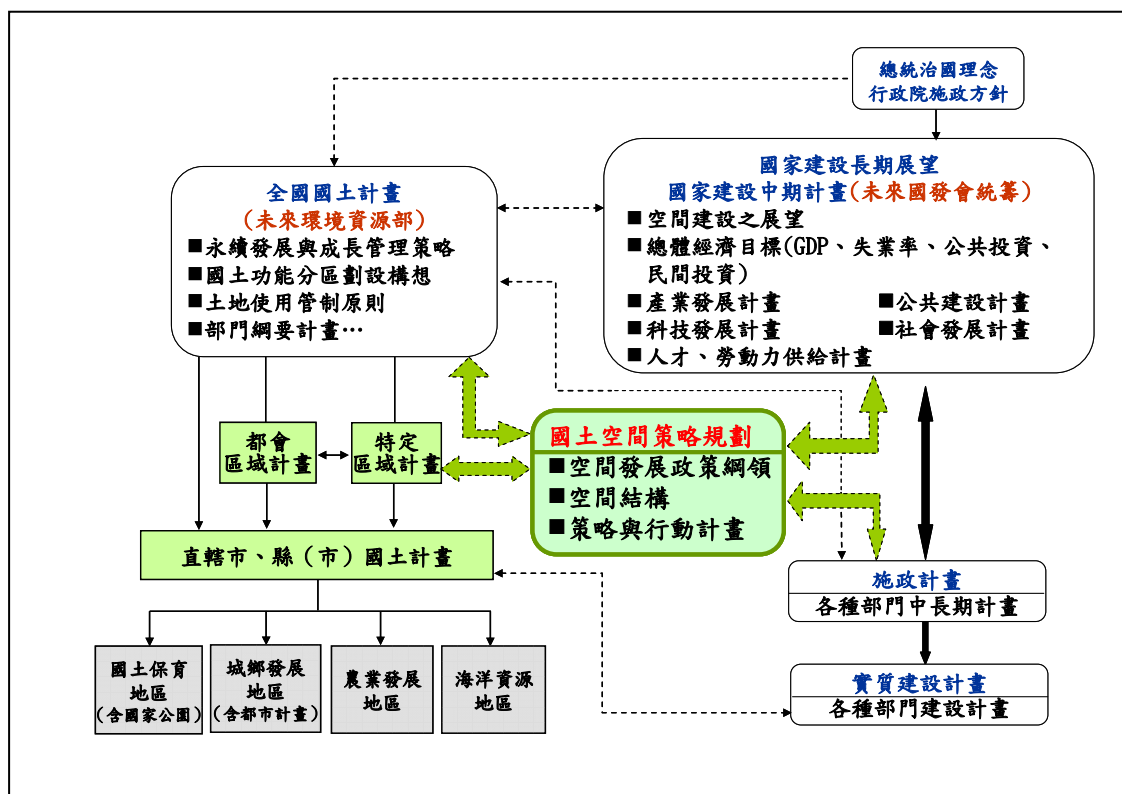 總統治國理念
行政院施政方針
國家建設長期展望
國家建設中期計畫(未來國發會統籌)
■空間建設之展望
■總體經濟目標(GDP、失業率、公共投資、
民間投資)
■產業發展計畫 ■公共建設計畫
■科技發展計畫 ■社會發展計畫
■人才、勞動力供給計畫
全國國土計畫
(未來環境資源部)
■永續發展與成長管理策略
■國土功能分區劃設構想
■土地使用管制原則
■部門綱要計畫…
都會
區域計畫
特定
區域計畫
國土空間策略規劃
■空間發展政策綱領
■空間結構
■策略與行動計畫
直轄市、縣（市）國土計畫
施政計畫
各種部門中長期計畫
國土保育
地區
(含國家公園)
城鄉發展
地區
(含都市計畫)
農業發展
地區
海洋資源
地區
實質建設計畫
各種部門建設計畫